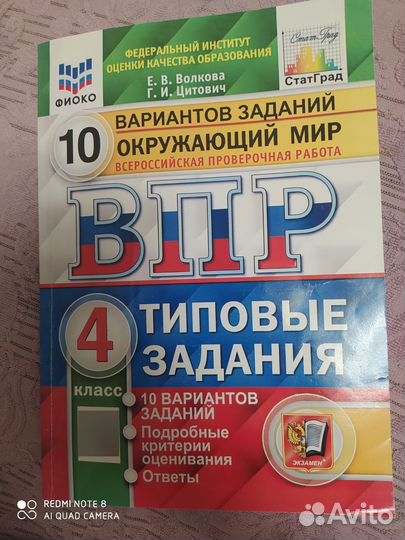 ФЕДЕРАЛЬНЫЙ ИНСТИТУТ
ОЦЕНКИ КАЧЕСТВА ОБРАЗОВАНИЯ
Е. В. Волкова
Г. И. Цитович
ФИОКО
СтатГрад
СтатГрад
10
ВАРИАНТОВ ЗАДАНИЙ
ОКРУЖАЮЩИЙ МИР
ВСЕРОССИЙСКАЯ ПРОВЕРОЧНАЯ РАБОТА
ВПР
4
класс
ТИПОВЫЕ
ЗАДАНИЯ
10 ВАРИАНТОВ
ЗАДАНИЙ
Подробные
критерии
оценивания
Ответы
ЭКЗАМЕН
REDMI NOTE 8
AI QUAD CAMERA
Avito